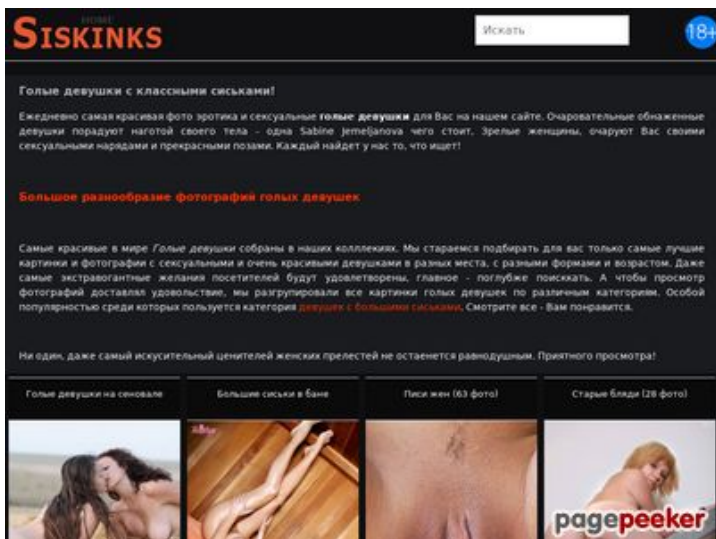 HOME
SISKINKS
Искать
18+
Голые девушки с классными сиськами!
Ежедневно самая красивая фото эротика и сексуальные голые девушки для Вас на нашем сайте. Очаровательные обнаженные
девушки порадуют наготой своего тела - одна Sabine Jemeljanova чего стоит. Зрелые женщины, очаруют Вас своими
сексуальными нарядами и прекрасными позами. Каждый найдет у нас то, что ищет!
Большое разнообразие фотографий голых девушек
Самые красивые в мире Голые девушки собраны в наших колллекиях. Мы стараемся подбирать для вас только самые лучшие
картинки и фотографии с сексуальными и очень красивыми девушками в разных места, с разными формами и возрастом. Даже
самые экстравогантные желания посетителей будут удовлетворены, главное - поглубже поисккать. А чтобы просмотр
фотографий доставлял удовольствие, мы разгрупировали все картинки голых девушек по различным категориям. Особой
популярностью среди которых пользуется категория девушек с большими сиськами. Смотрите все - Вам понравится.
Ни один, даже самый искусительный ценителей женских прелестей не остаенется равнодушным. Приятного просмотра!
Голые девушки на сеновале
Большие сиськи в бане
Писи жен (63 фото)
Старые бляди (28 фото)
pagepeeker